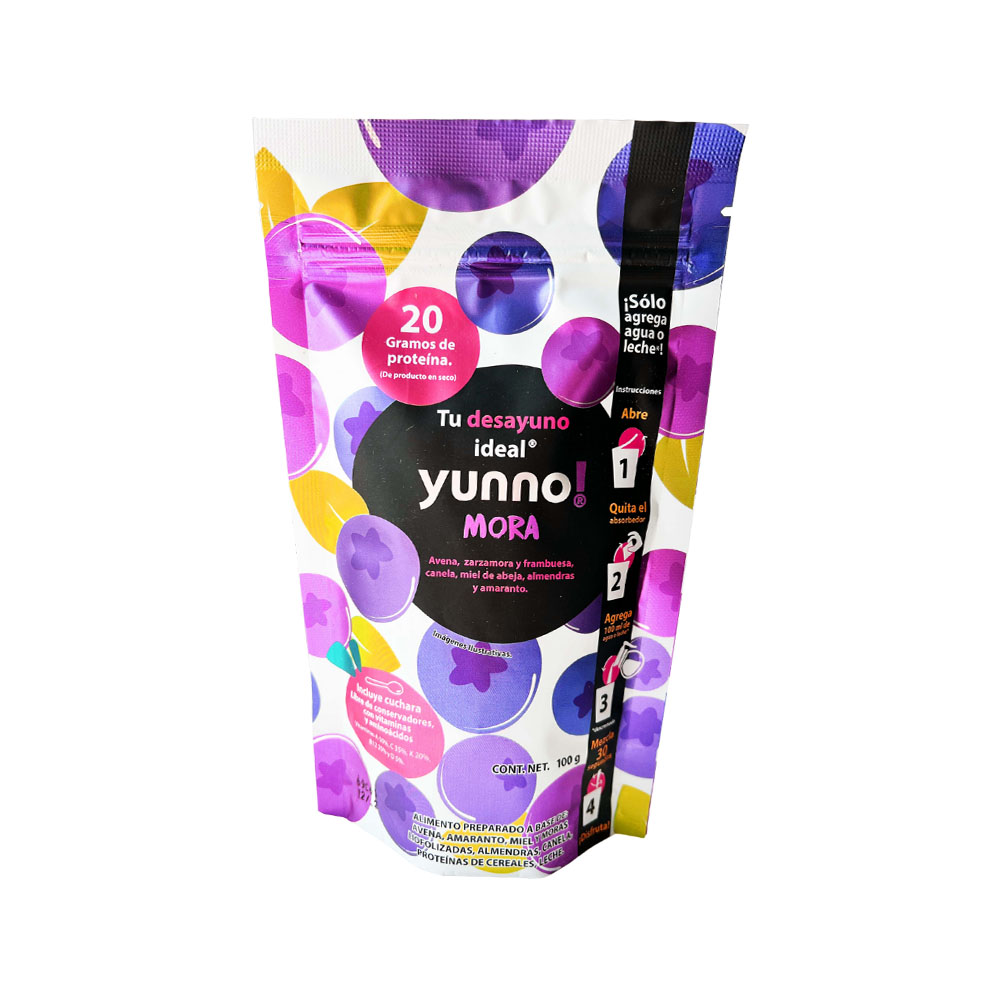 20
Gramos de
proteína.
(De producto en seco)
Tu desayuno
ideal®
yunno!®
MORA
Avena, zarzamora y frambuesa,
canela, miel de abeja, almendras
y amaranto.
Imágenes Ilustrativas.
Incluye cuchara
Libre de conservadores,
con vitaminas
y aminoácidos
CONT. NET. 100 g
ALIMENTO PREPARADO A BASE DE:
AVENA, AMARANTO, MIEL Y MORAS
LIOFOLIZADAS, ALMENDRAS, CANELA,
PROTEÍNAS DE CEREALES, LECHE.
¡Sólo
agrega
agua o
leche*!
Instrucciones
Abre
1
Quita el
absorbedor
2
Agrega
100 ml de
agua o leche*
3
Mezcla
30
segundos
4
¡Disfruta!